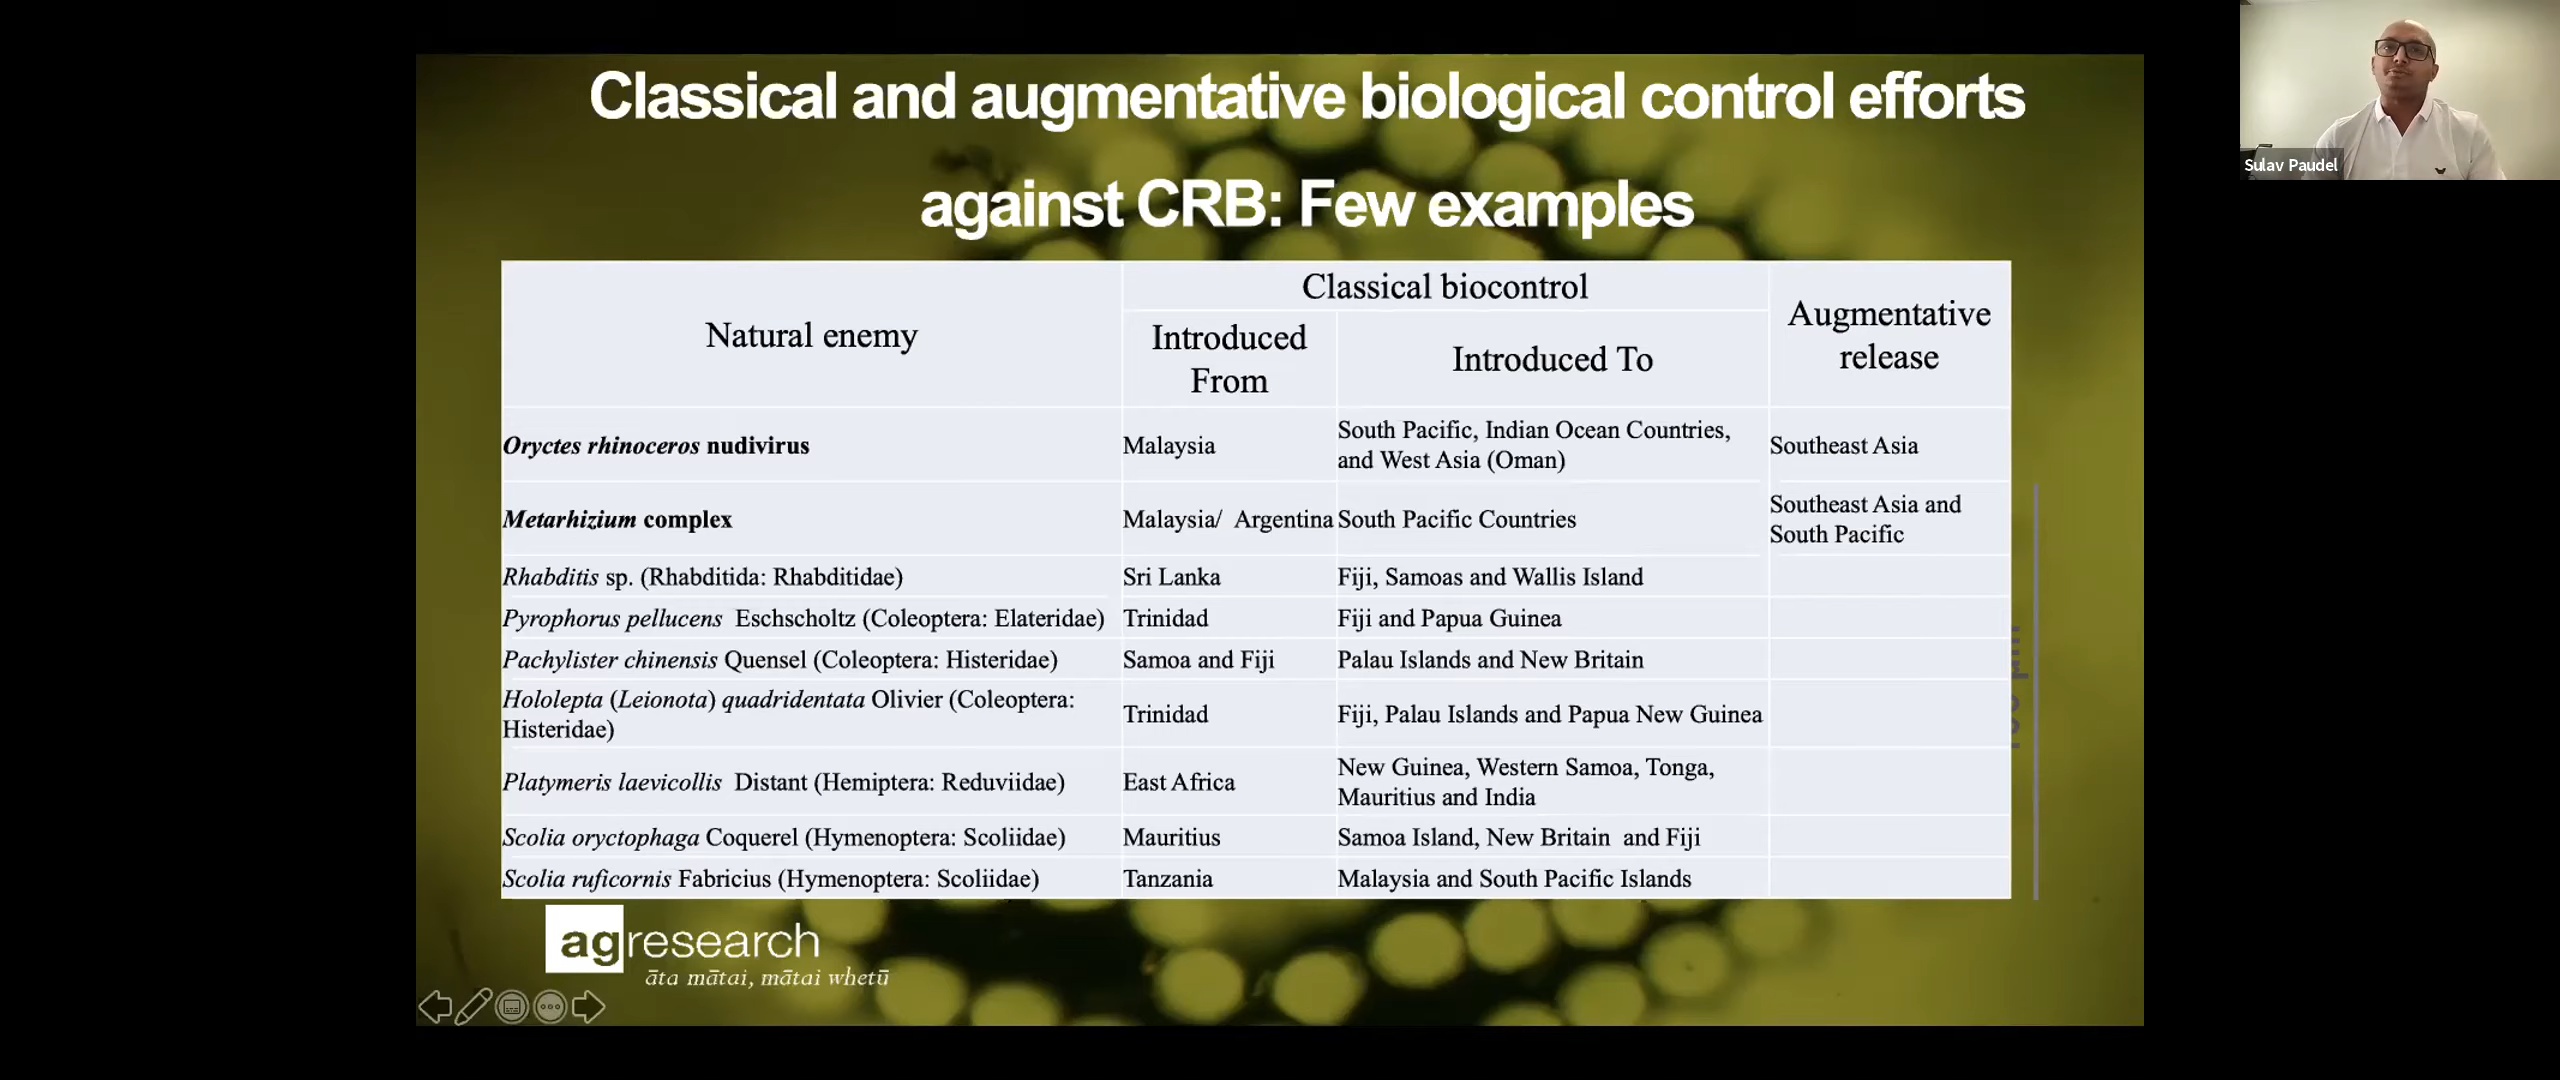 Classical and augmentative biological control efforts
against CRB: Few examples
Sulav Paudel
Natural enemy
Classical biocontrol
Introduced
From
Introduced To
Augmentative
release
Oryctes rhinoceros nudivirus
Malaysia
South Pacific, Indian Ocean Countries,
and West Asia (Oman)
Southeast Asia
Metarhizium complex
Malaysia/ Argentina
South Pacific Countries
Southeast Asia and
South Pacific
Rhabditis sp. (Rhabditida: Rhabditidae)
Sri Lanka
Fiji, Samoas and Wallis Island
Pyrophorus pellucens Eschscholtz (Coleoptera: Elateridae)
Trinidad
Fiji and Papua Guinea
Pachylister chinensis Quensel (Coleoptera: Histeridae)
Samoa and Fiji
Palau Islands and New Britain
Hololepta (Leionota) quadridentata Olivier (Coleoptera:
Histeridae)
Trinidad
Fiji, Palau Islands and Papua New Guinea
Platymeris laevicollis Distant (Hemiptera: Reduviidae)
East Africa
New Guinea, Western Samoa, Tonga,
Mauritius and India
Scolia oryctophaga Coquerel (Hymenoptera: Scoliidae)
Mauritius
Samoa Island, New Britain and Fiji
Scolia ruficornis Fabricius (Hymenoptera: Scoliidae)
Tanzania
Malaysia and South Pacific Islands
agresearch
āta mātai, mātai whetū